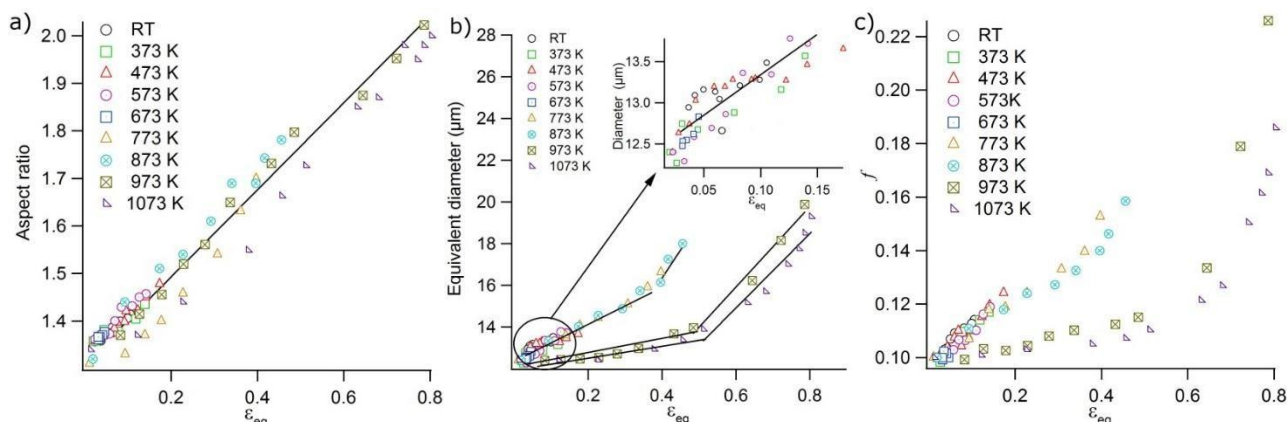 a)
RT
373 K
473 K
573 K
673 K
773 K
873 K
973 K
1073 K
Aspect ratio
2.0
1.9
1.8
1.7
1.6
1.5
1.4
0.2
0.4
0.6
0.8
εeq
b)
RT
373 K
473 K
573 K
673 K
773 K
873 K
973 K
1073 K
Equivalent diameter (μm)
28
26
24
22
20
18
16
14
0.2
0.4
0.6
0.8
εeq
Diameter (μm)
13.5
13.0
12.5
0.05
0.10
0.15
εeq
c)
RT
373 K
473 K
573K
673 K
773 K
873 K
973 K
1073 K
f
0.22
0.20
0.18
0.16
0.14
0.12
0.10
0.2
0.4
0.6
0.8
εeq